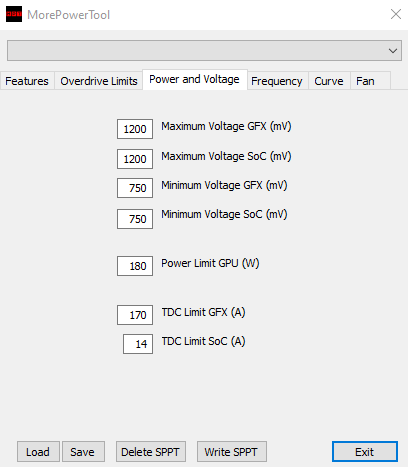 MorePowerTool
Features Overdrive Limits Power and Voltage Frequency Curve Fan
1200 Maximum Voltage GFX (mV)
1200 Maximum Voltage SoC (mV)
750 Minimum Voltage GFX (mV)
750 Minimum Voltage SoC (mV)
180 Power Limit GPU (W)
170 TDC Limit GFX (A)
14 TDC Limit SoC (A)
Load Save Delete SPPT Write SPPT Exit